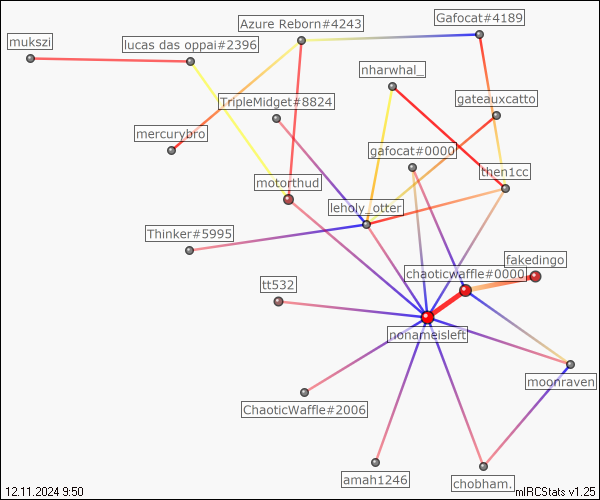 Gafocat#4189
Azure Reborn#4243
mukszi
lucas das oppai#2396
nharwhal_
TripleMidget#8824
gateauxcatto
mercurybro
gafocat#0000
then1cc
motorthud
leholy_otter
Thinker#5995
fakedingo
chaoticwaffle#0000
tt532
nonameisleft
moonraven
ChaoticWaffle#2006
amah1246
chobham.
12.11.2024 9:50
mIRCStats v1.25